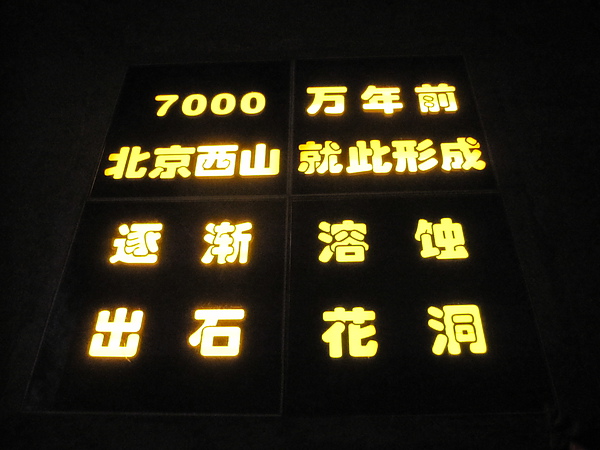 7000 万年前
北京西山 就此形成
逐渐 溶蚀
出石 花洞